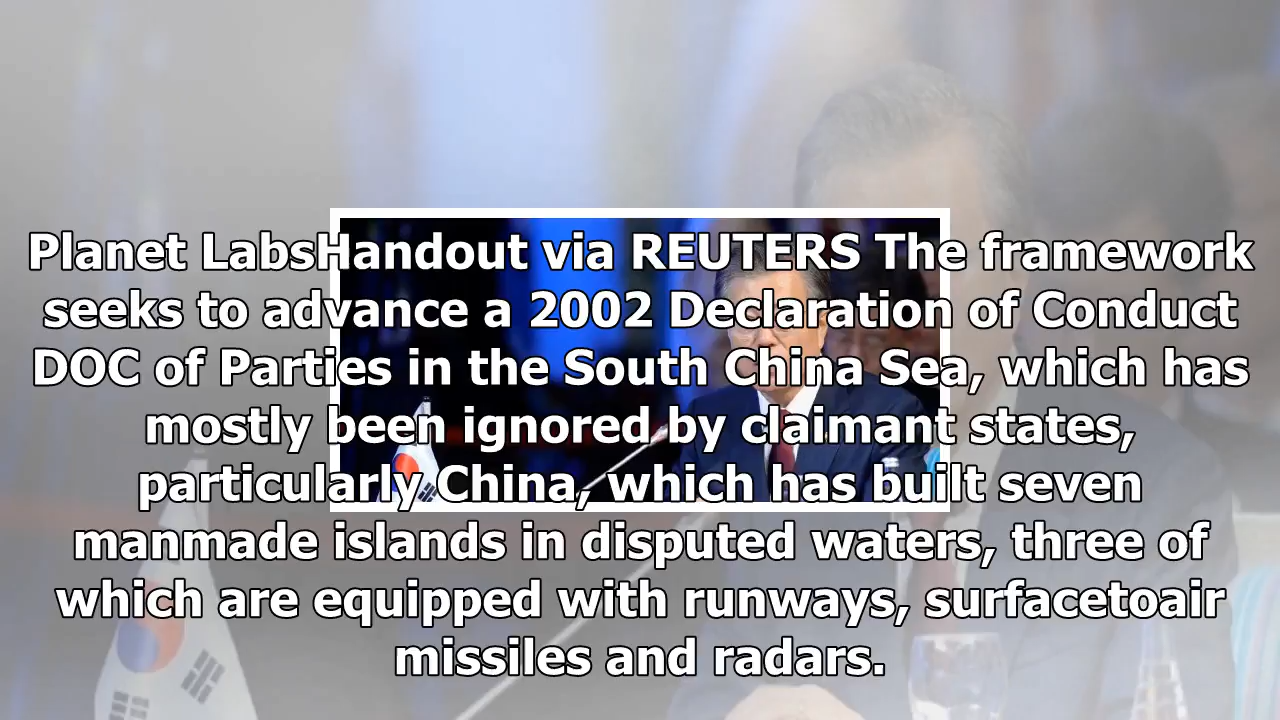 Planet LabsHandout via REUTERS The framework
seeks to advance a 2002 Declaration of Conduct
DOC of Parties in the South China Sea, which has
mostly been ignored by claimant states,
particularly China, which has built seven
manmade islands in disputed waters, three of
which are equipped with runways, surfacetoair
missiles and radars.